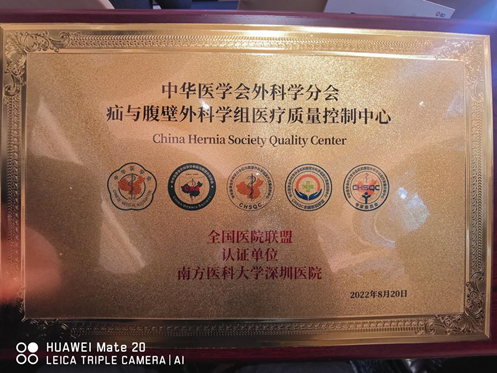 中华医学会外科学分会
疝与腹壁外科学组医疗质量控制中心
China Hernia Society Quality Center
CHSQC
CHSQC
全国医院联盟
认证单位
南方医科大学深圳医院
2022年8月20日
HUAWEI Mate 20
LEICA TRIPLE CAMERA | AI